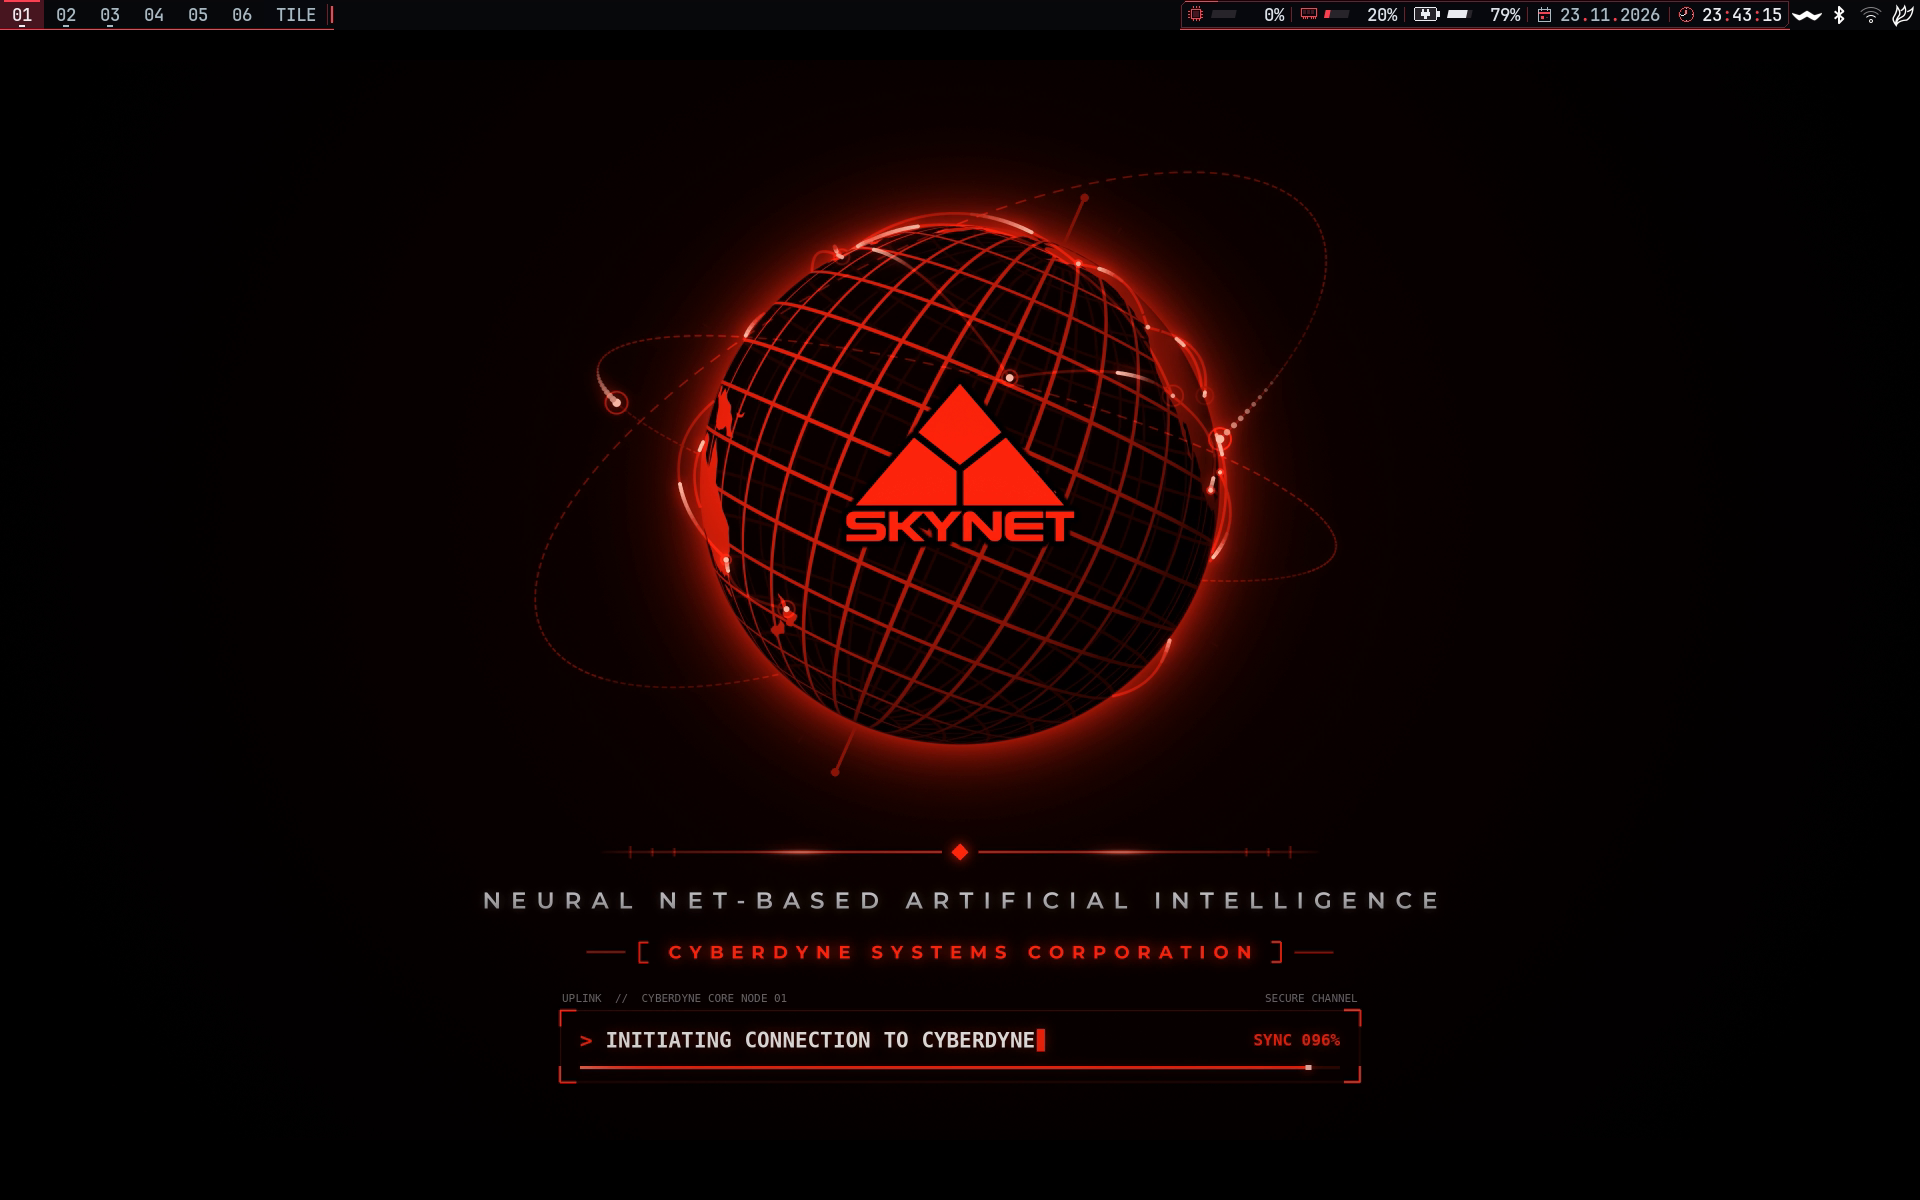 01 02 03 04 05 06 TILE 0% 20% 79% 23.11.2026 23:43:15
SKYNET
NEURAL NET-BASED ARTIFICIAL INTELLIGENCE
[ CYBERDYNE SYSTEMS CORPORATION ]
UPLINK // CYBERDYNE CORE NODE 01 SECURE CHANNEL
> INITIATING CONNECTION TO CYBERDYNE SYNC 096%